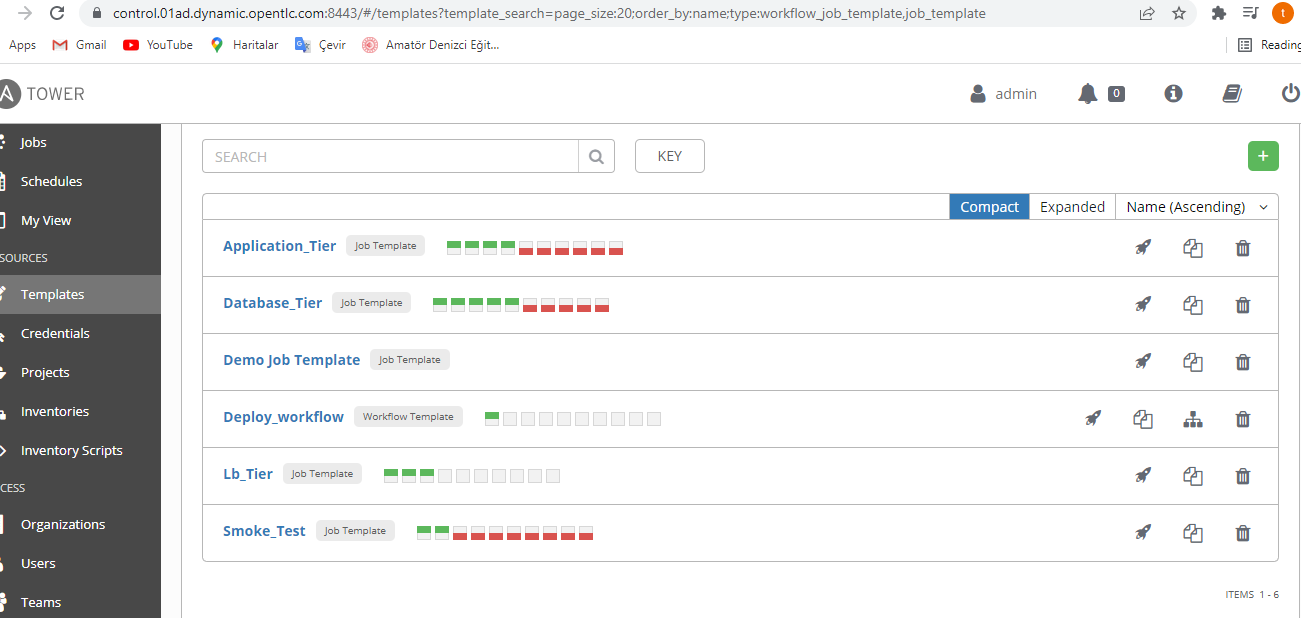 control.01ad.dynamic.opentlc.com:8443/#/templates?template_search=page_size:20;order_by:name;type:workflow_job_template,job_template
t
Apps Gmail YouTube Haritalar Çevir Amatör Denizci Eğit... Reading
TOWER admin 0
Jobs
Schedules
My View
SOURCES
Templates
Credentials
Projects
Inventories
Inventory Scripts
CESS
Organizations
Users
Teams
SEARCH KEY +
Compact Expanded Name (Ascending)
Application_Tier Job Template
Database_Tier Job Template
Demo Job Template Job Template
Deploy_workflow Workflow Template
Lb_Tier Job Template
Smoke_Test Job Template
ITEMS 1 - 6